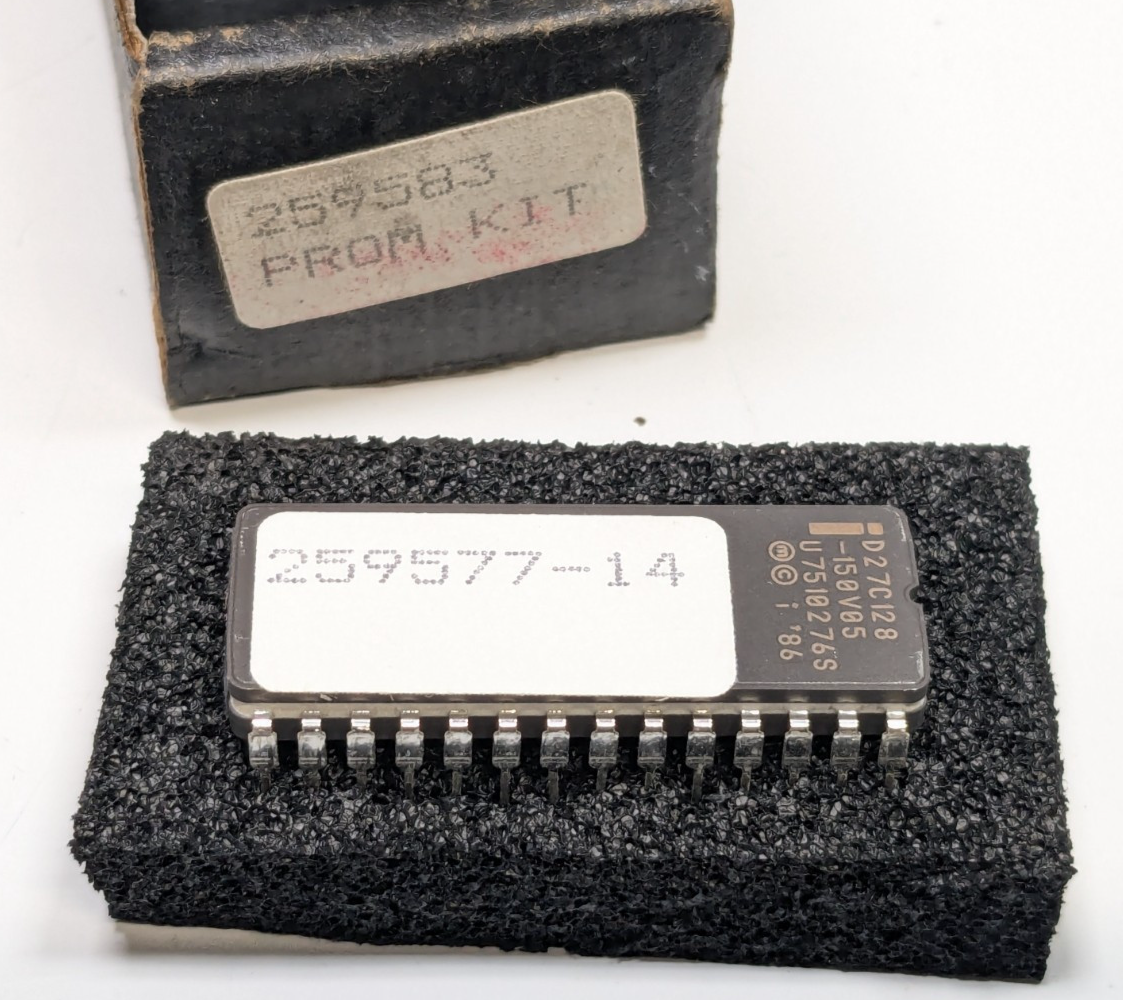 259583
PROM KIT
259577-14
i
D27C128
-150V05
U7510276S
ⓜ © i '86